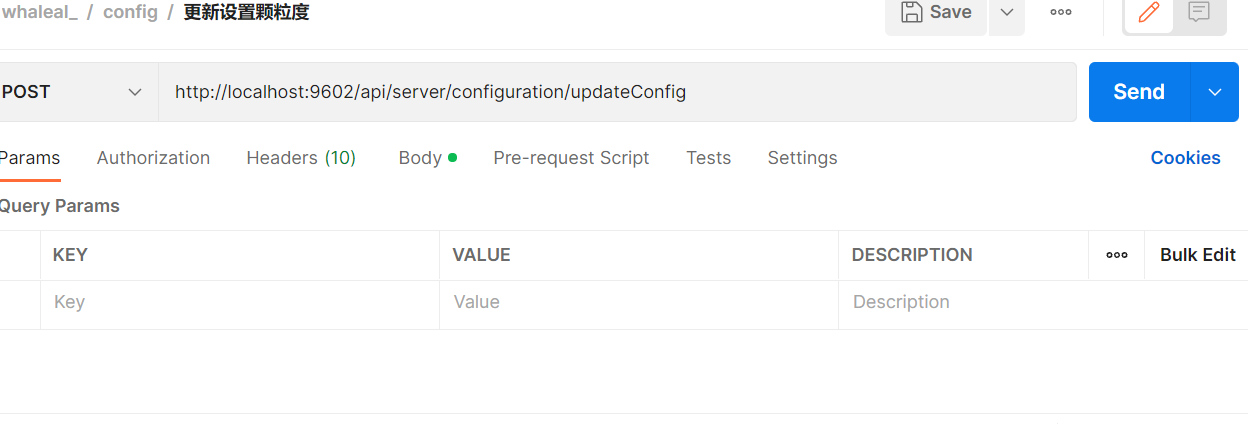 whaleal_ / config / 更新设置颗粒度 Save
POST http://localhost:9602/api/server/configuration/updateConfig Send
Params Authorization Headers (10) Body Pre-request Script Tests Settings Cookies
Query Params
KEY VALUE DESCRIPTION Bulk Edit
Key Value Description